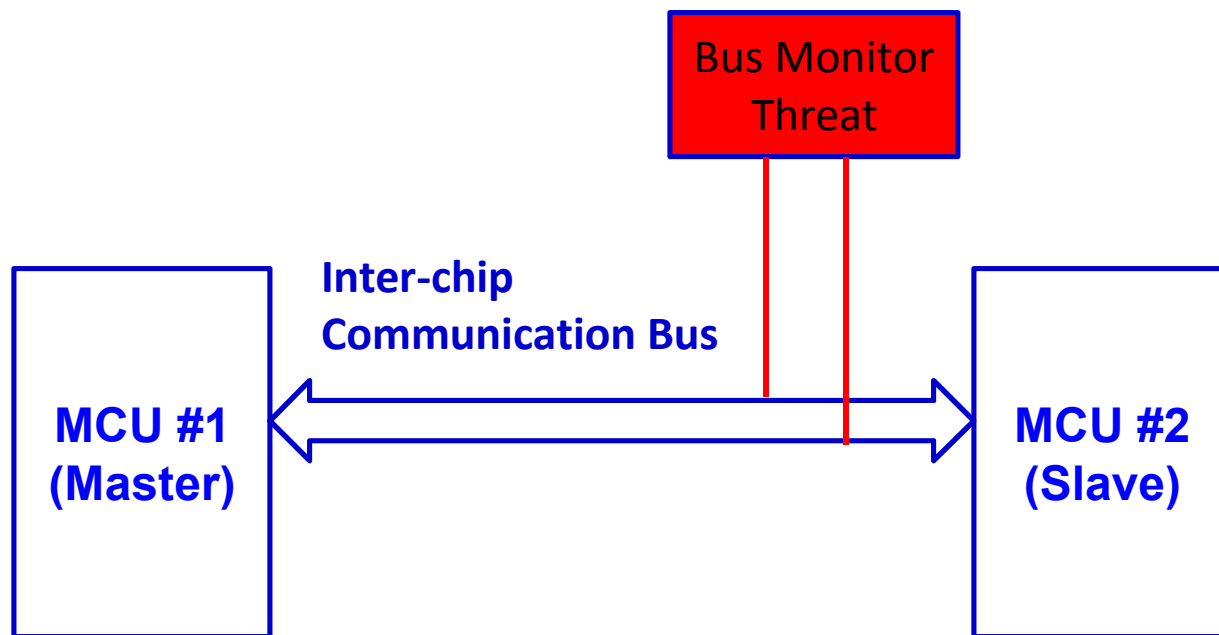 Bus Monitor
Threat
Inter-chip
Communication Bus
MCU #1
(Master)
MCU #2
(Slave)